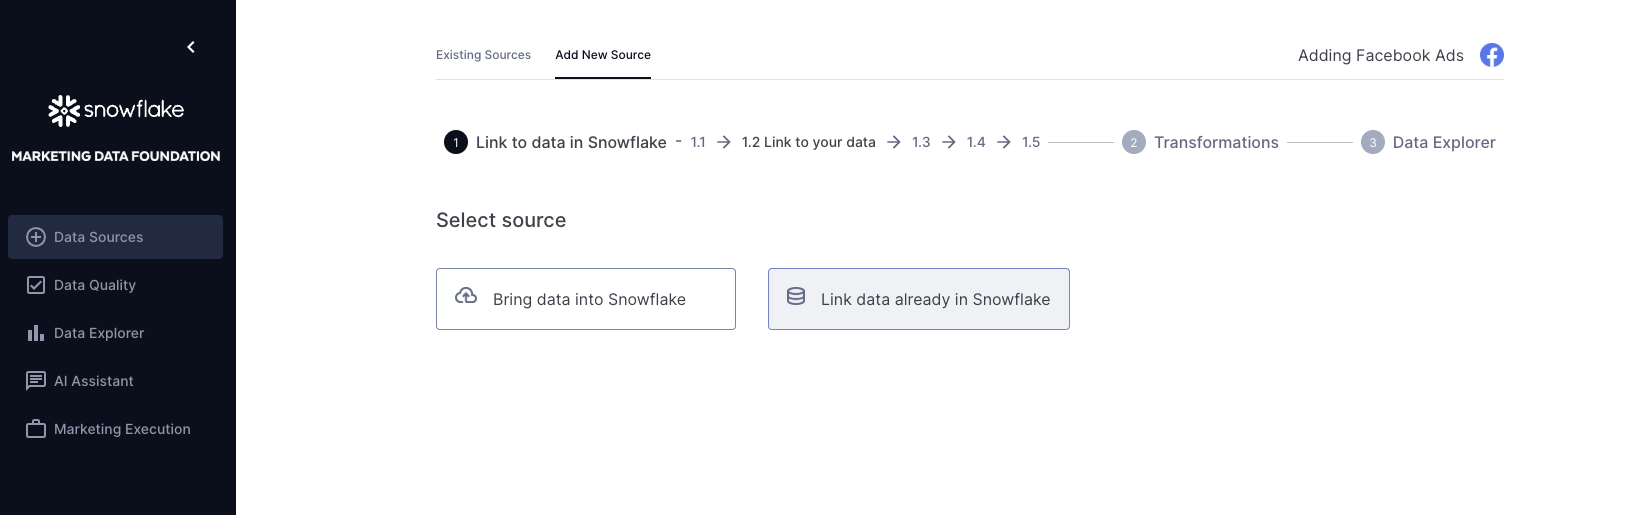 snowflake
MARKETING DATA FOUNDATION
Data Sources
Data Quality
Data Explorer
AI Assistant
Marketing Execution
Existing Sources
Add New Source
Adding Facebook Ads
1 Link to data in Snowflake - 1.1 → 1.2 Link to your data → 1.3 → 1.4 → 1.5 2 Transformations 3 Data Explorer
Select source
Bring data into Snowflake
Link data already in Snowflake